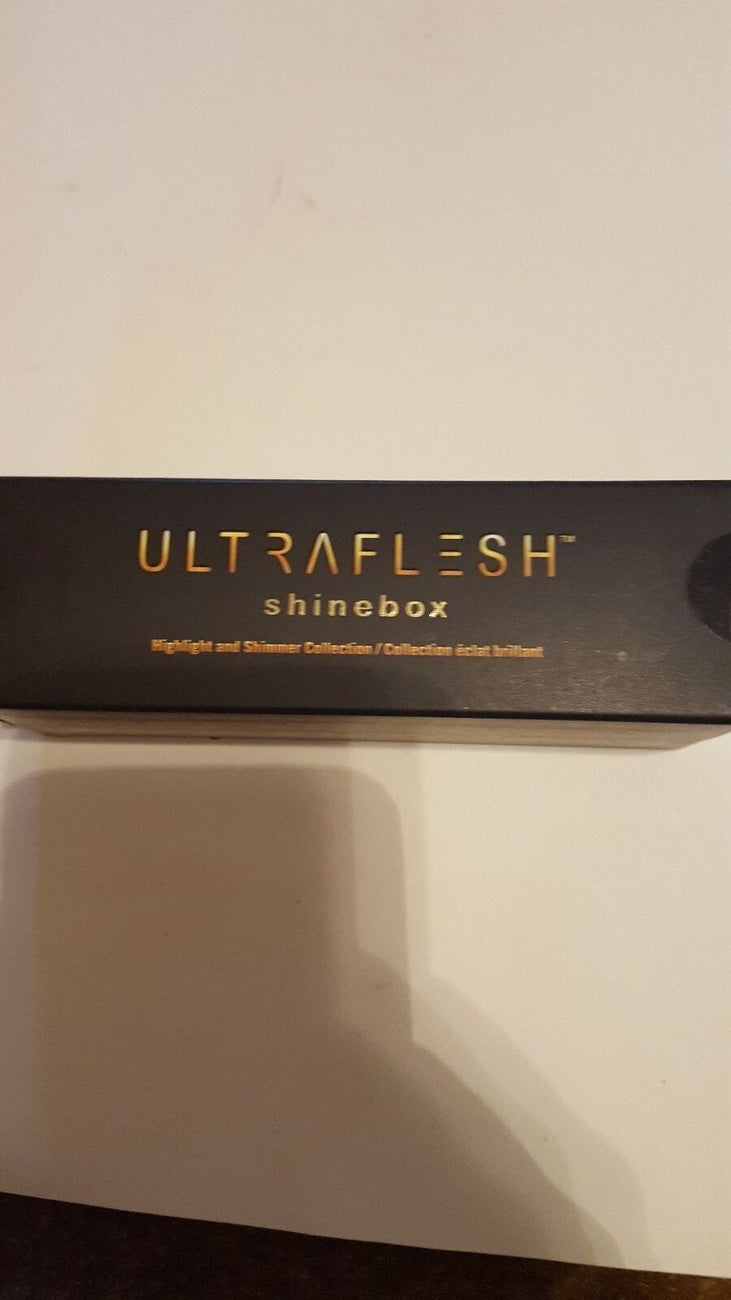 ULTRAFLESH™
shinebox
Highlight and Shimmer Collection / Collection éclat brillant